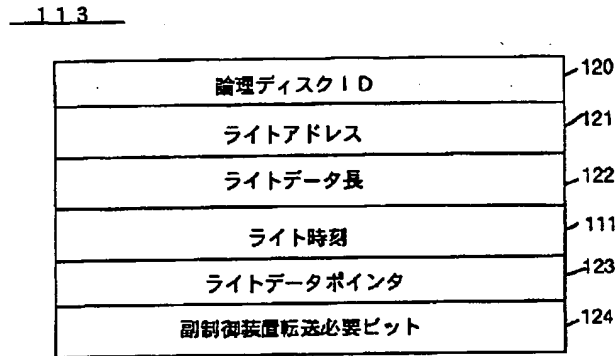 113
論理ディスクID 120
ライトアドレス 121
ライトデータ長 122
ライト時刻 111
ライトデータポインタ 123
副制御装置転送必要ビット 124